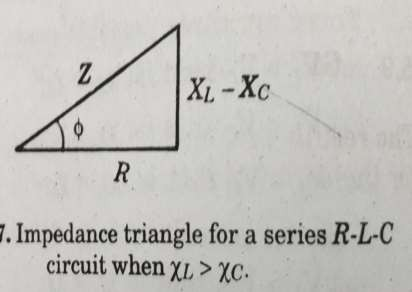 Z
X_L - X_C
ϕ
R
7. Impedance triangle for a series R-L-C
circuit when χ_L > χ_C.